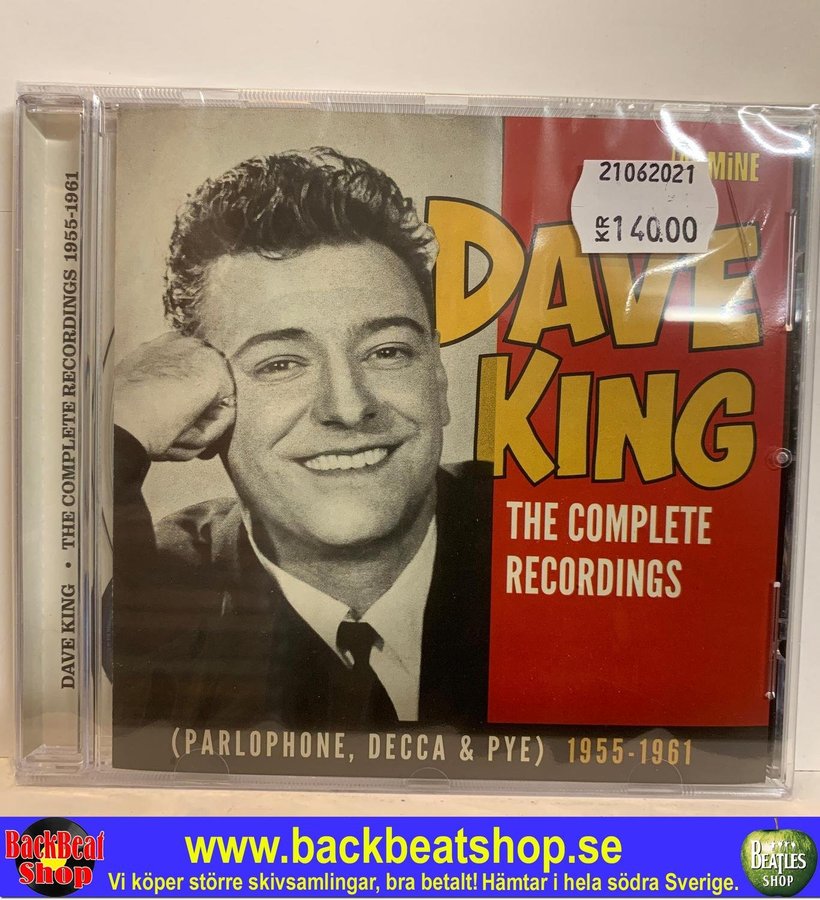 DAVE KING • THE COMPLETE RECORDINGS 1955-1961
21062021
KR 140.00
DAVE
KING
THE COMPLETE
RECORDINGS
(PARLOPHONE, DECCA & PYE) 1955-1961
BackBeat
Shop
www.backbeatshop.se
Vi köper större skivsamlingar, bra betalt! Hämtar i hela södra Sverige.
BEATLES
SHOP